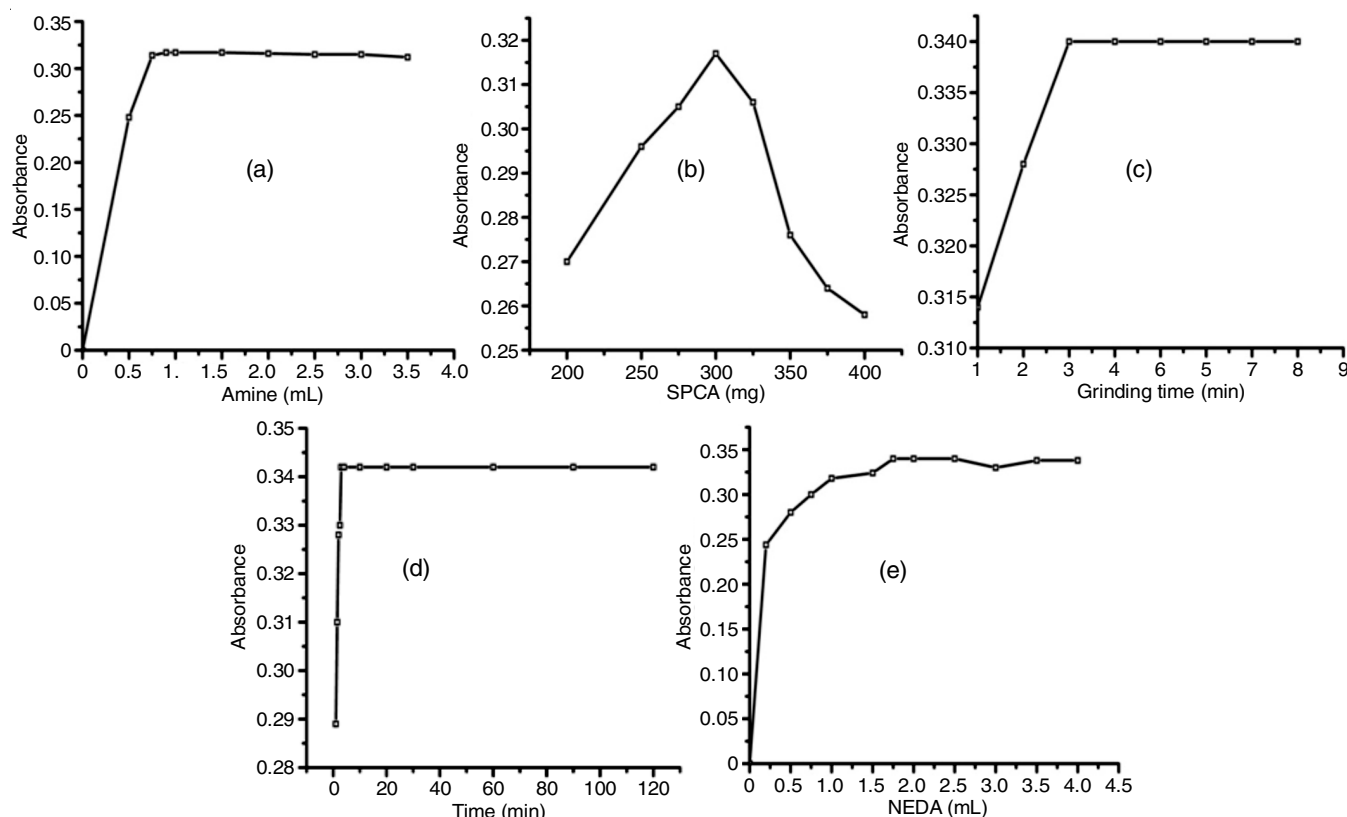 0.35
0.30
0.25
0.20
0.15
0.10
0.05
0
Absorbance
(a)
0 0.5 1. 1.5 2.0 2.5 3.0 3.5 4.0
Amine (mL)
0.32
0.31
0.30
0.29
0.28
0.27
0.26
0.25
Absorbance
(b)
200 250 300 350 400
SPCA (mg)
0.340
0.335
0.330
0.325
0.320
0.315
0.310
Absorbance
(c)
1 2 3 4 6 5 7 8 9
Grinding time (min)
0.35
0.34
0.33
0.32
0.31
0.30
0.29
0.28
Absorbance
(d)
0 20 40 60 80 100 120
Time (min)
0.35
0.30
0.25
0.20
0.15
0.10
0.05
0
Absorbance
(e)
0 0.5 1.0 1.5 2.0 2.5 3.0 3.5 4.0 4.5
NEDA (mL)